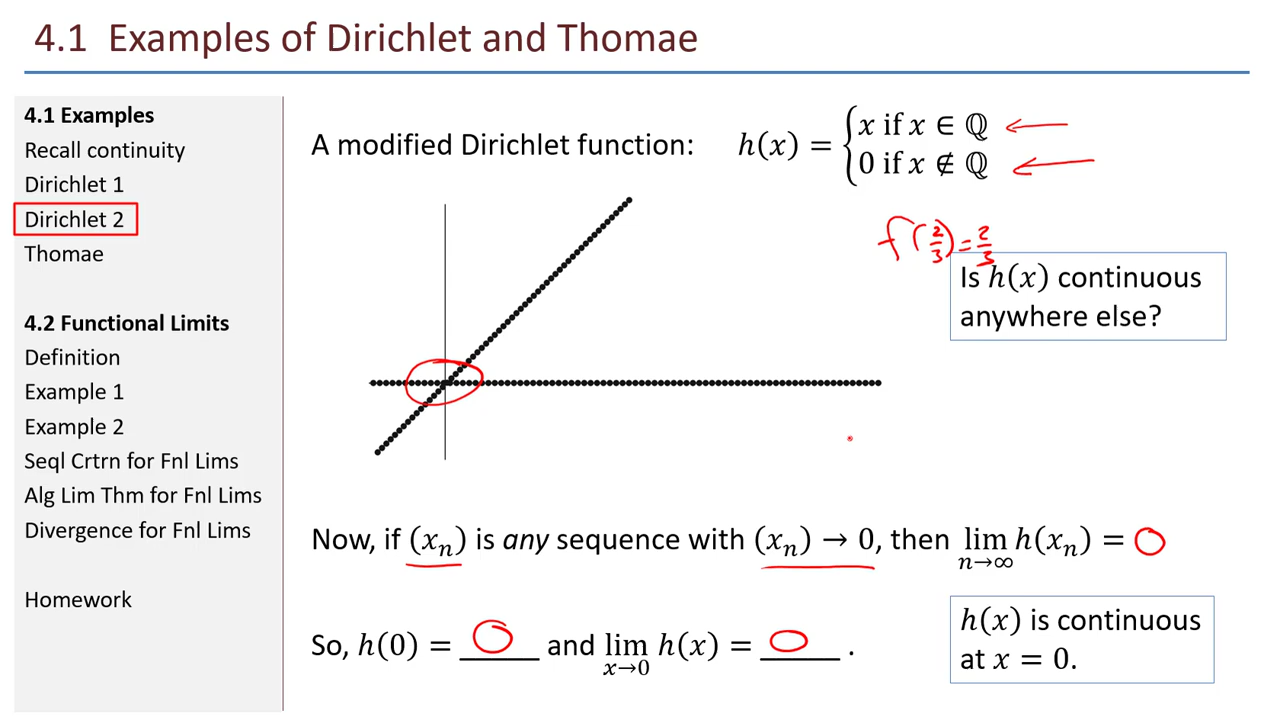 4.1 Examples of Dirichlet and Thomae
4.1 Examples
Recall continuity
Dirichlet 1
Dirichlet 2
Thomae
4.2 Functional Limits
Definition
Example 1
Example 2
Seql Crtrn for Fnl Lims
Alg Lim Thm for Fnl Lims
Divergence for Fnl Lims
Homework
A modified Dirichlet function: h(x) = {x if x ∈ ℚ
0 if x ∉ ℚ
f(2/3) = 2/3
Is h(x) continuous
anywhere else?
Now, if (xₙ) is any sequence with (xₙ) → 0, then lim n→∞ h(xₙ) = 0
So, h(0) = 0 and lim x→0 h(x) = 0 .
h(x) is continuous
at x = 0.